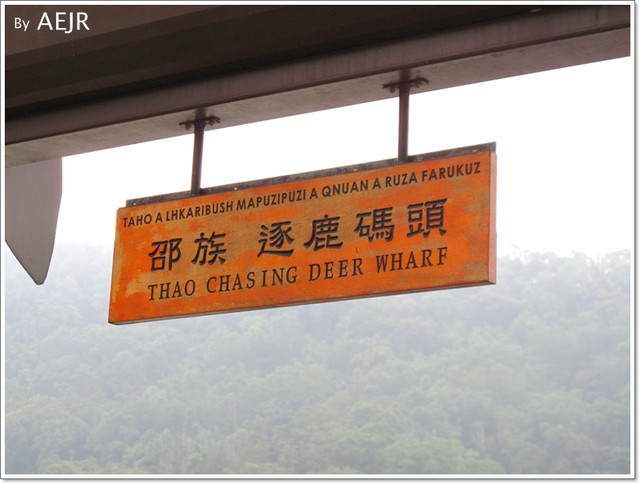 By AEJR
TAHO A LHKARIBUSH MAPUZIPUZI A QNUAN A RUZA FARUKUZ
邵族 逐鹿碼頭
THAO CHASING DEER WHARF